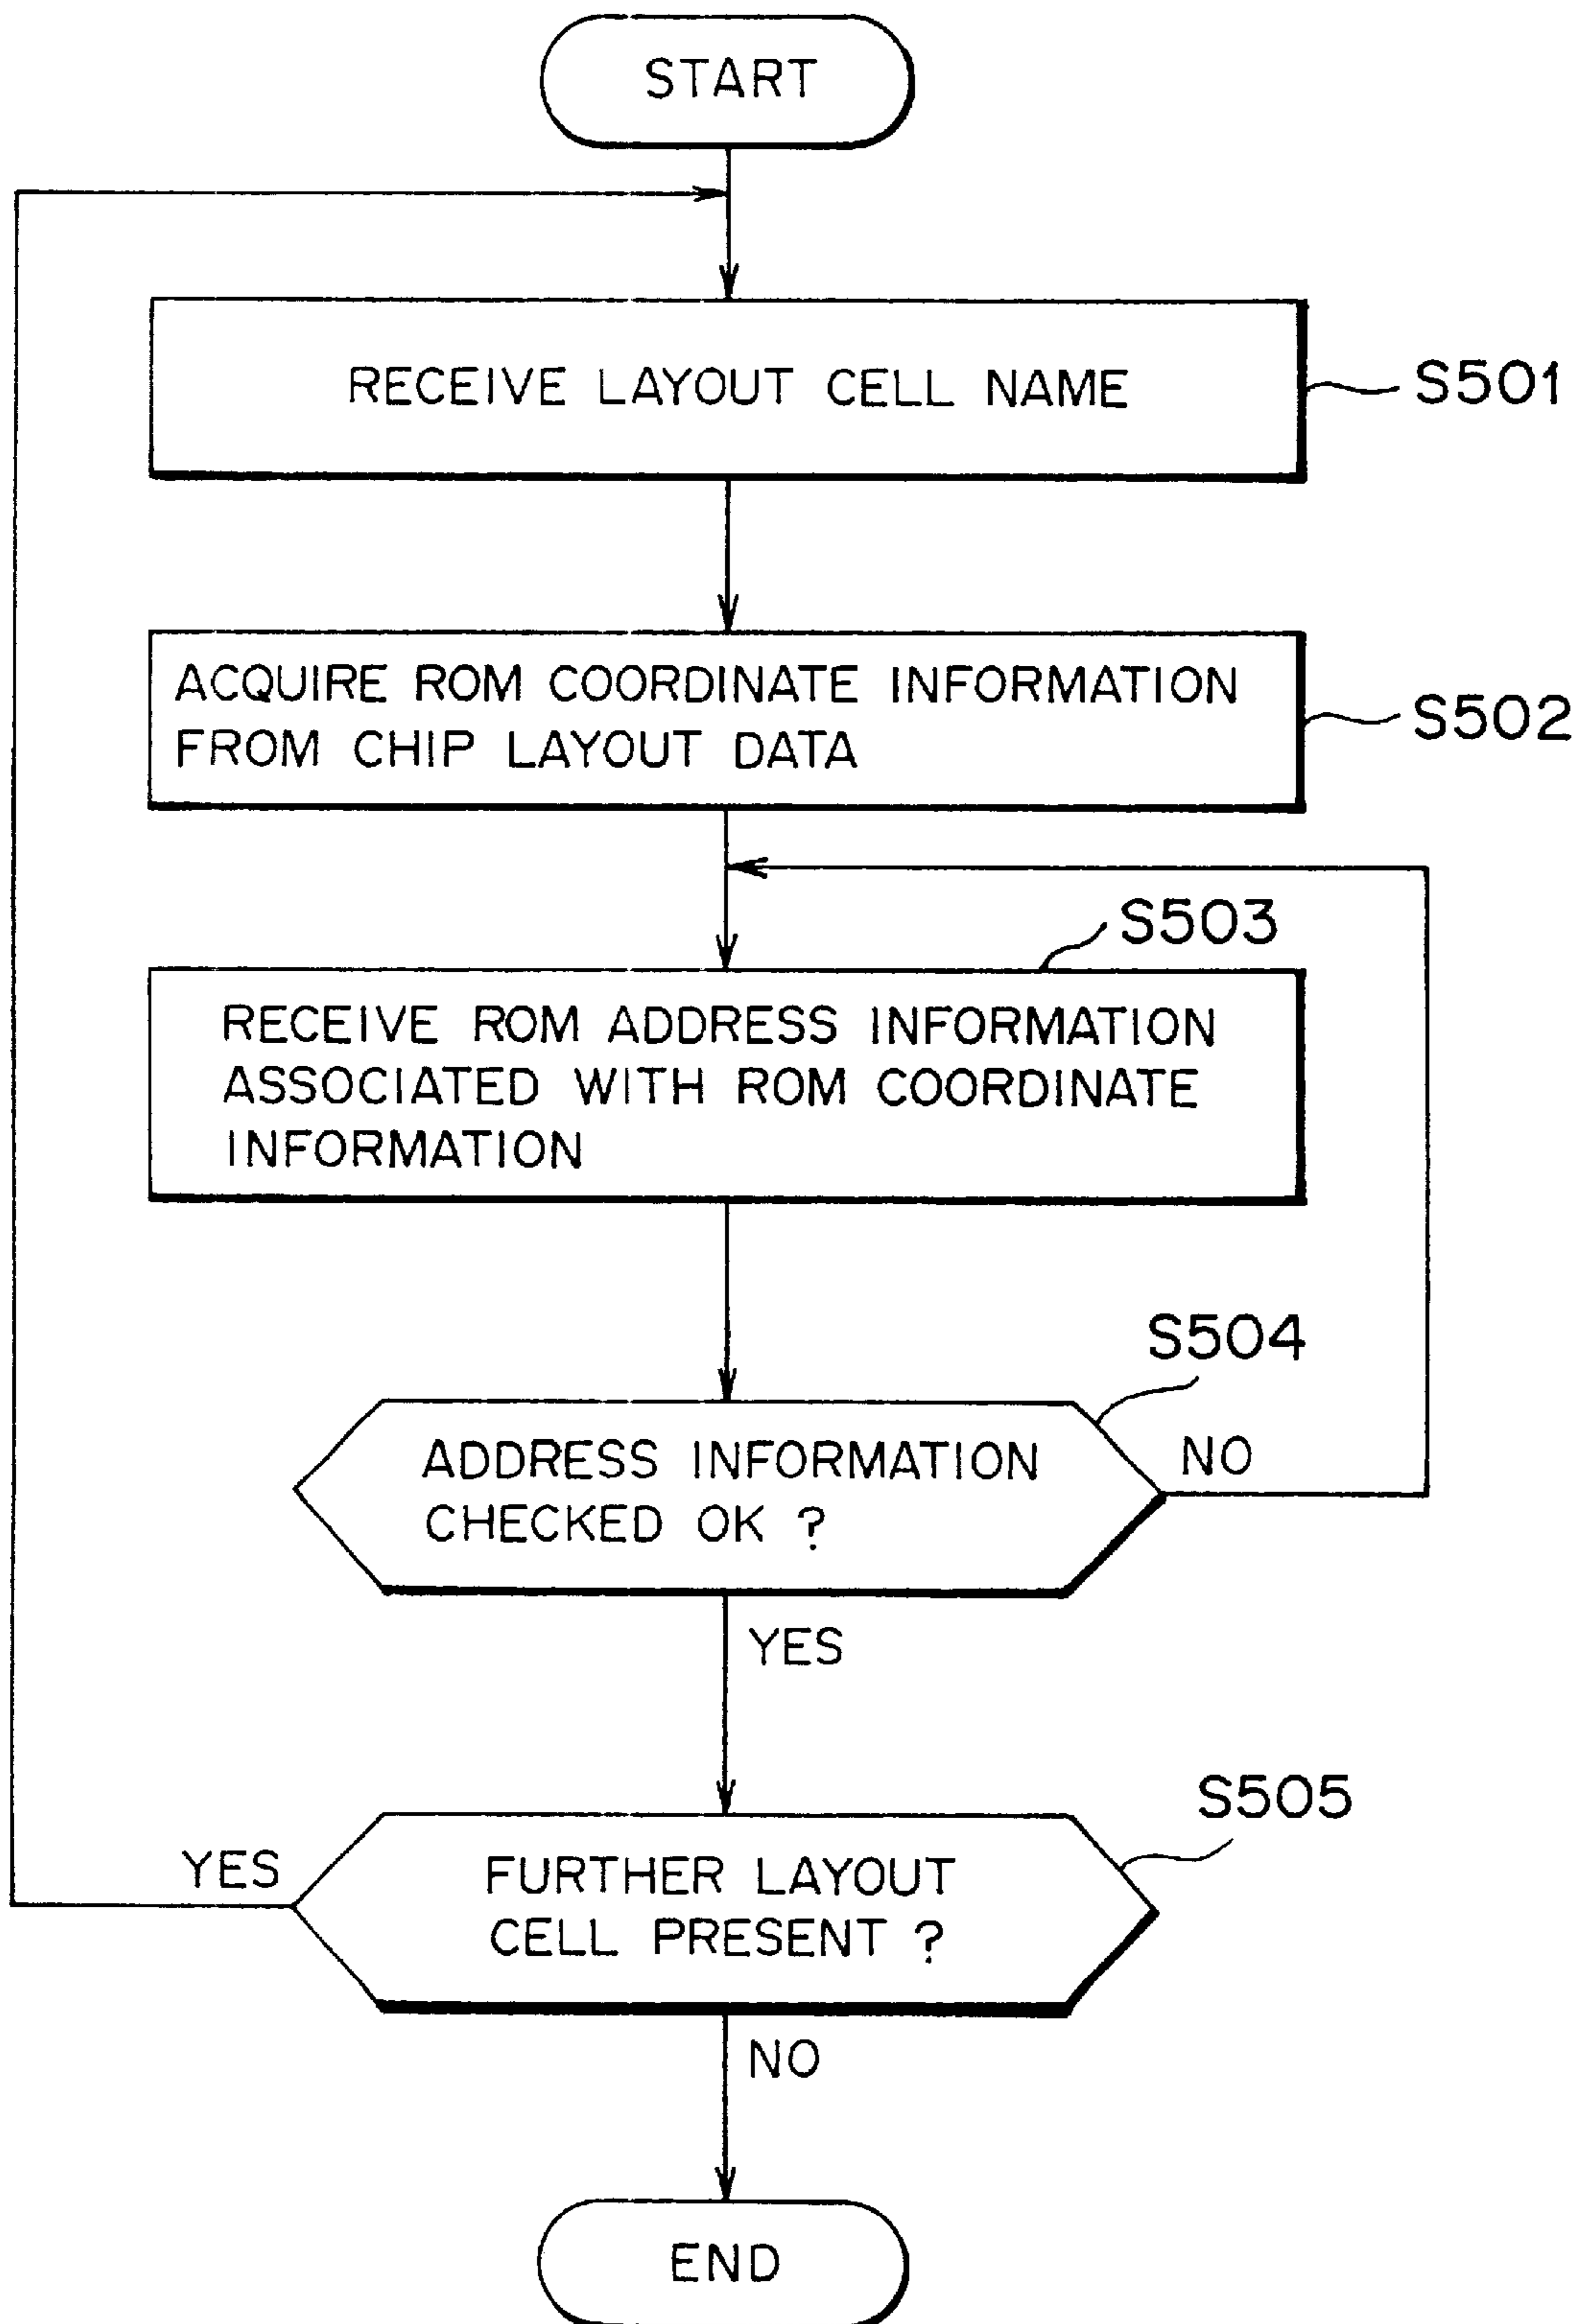 START
RECEIVE LAYOUT CELL NAME
S501
ACQUIRE ROM COORDINATE INFORMATION
FROM CHIP LAYOUT DATA
S502
S503
RECEIVE ROM ADDRESS INFORMATION
ASSOCIATED WITH ROM COORDINATE
INFORMATION
S504
ADDRESS INFORMATION
CHECKED OK ?
NO
YES
S505
YES
FURTHER LAYOUT
CELL PRESENT ?
NO
END